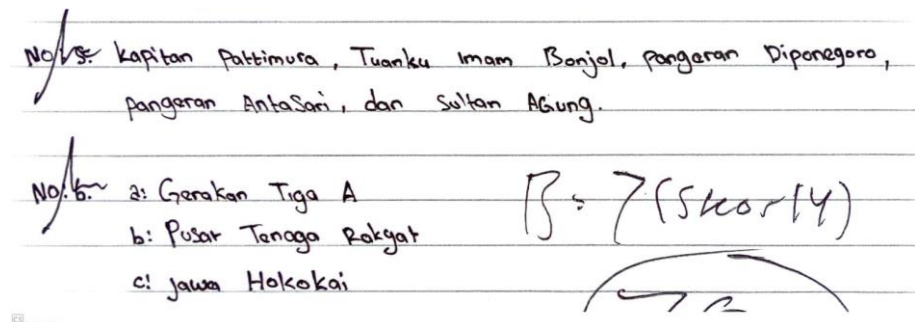 No: 5: Kapitan Pattimura, Tuanku Imam Bonjol, pangeran Diponegoro,
pangeran AntaSari, dan Sultan AGung.
No: 6: a: Gerakan Tiga A
b: Pusat Tenaga Rakyat
c: Jawa Hokokai
B = 7 (Skor 14)